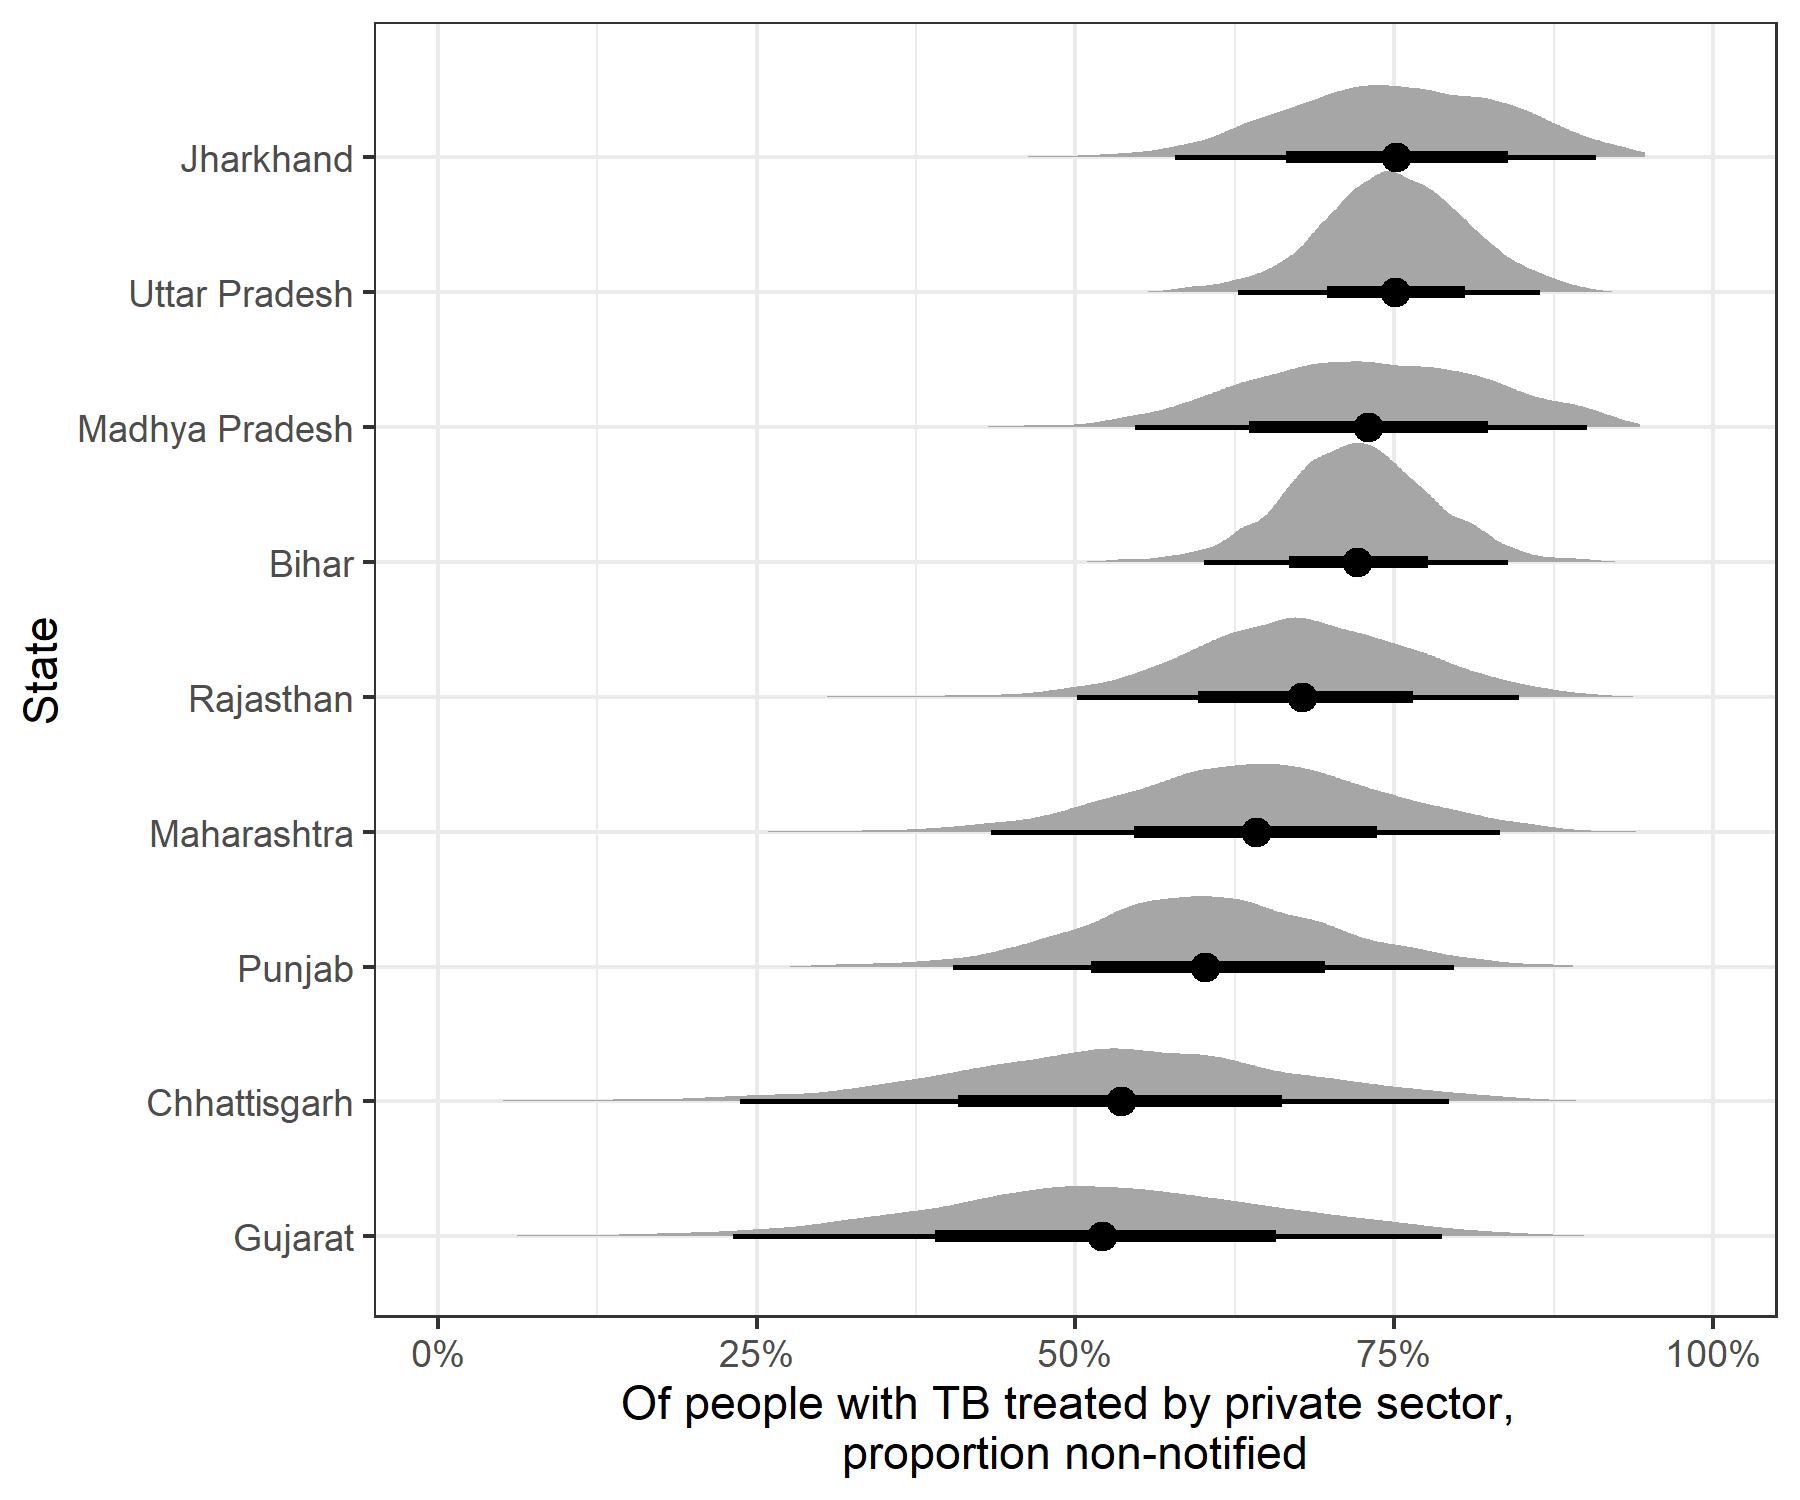 Jharkhand
Uttar Pradesh
Madhya Pradesh
Bihar
Rajasthan
Maharashtra
Punjab
Chhattisgarh
Gujarat
State
0% 25% 50% 75% 100%
Of people with TB treated by private sector,
proportion non-notified